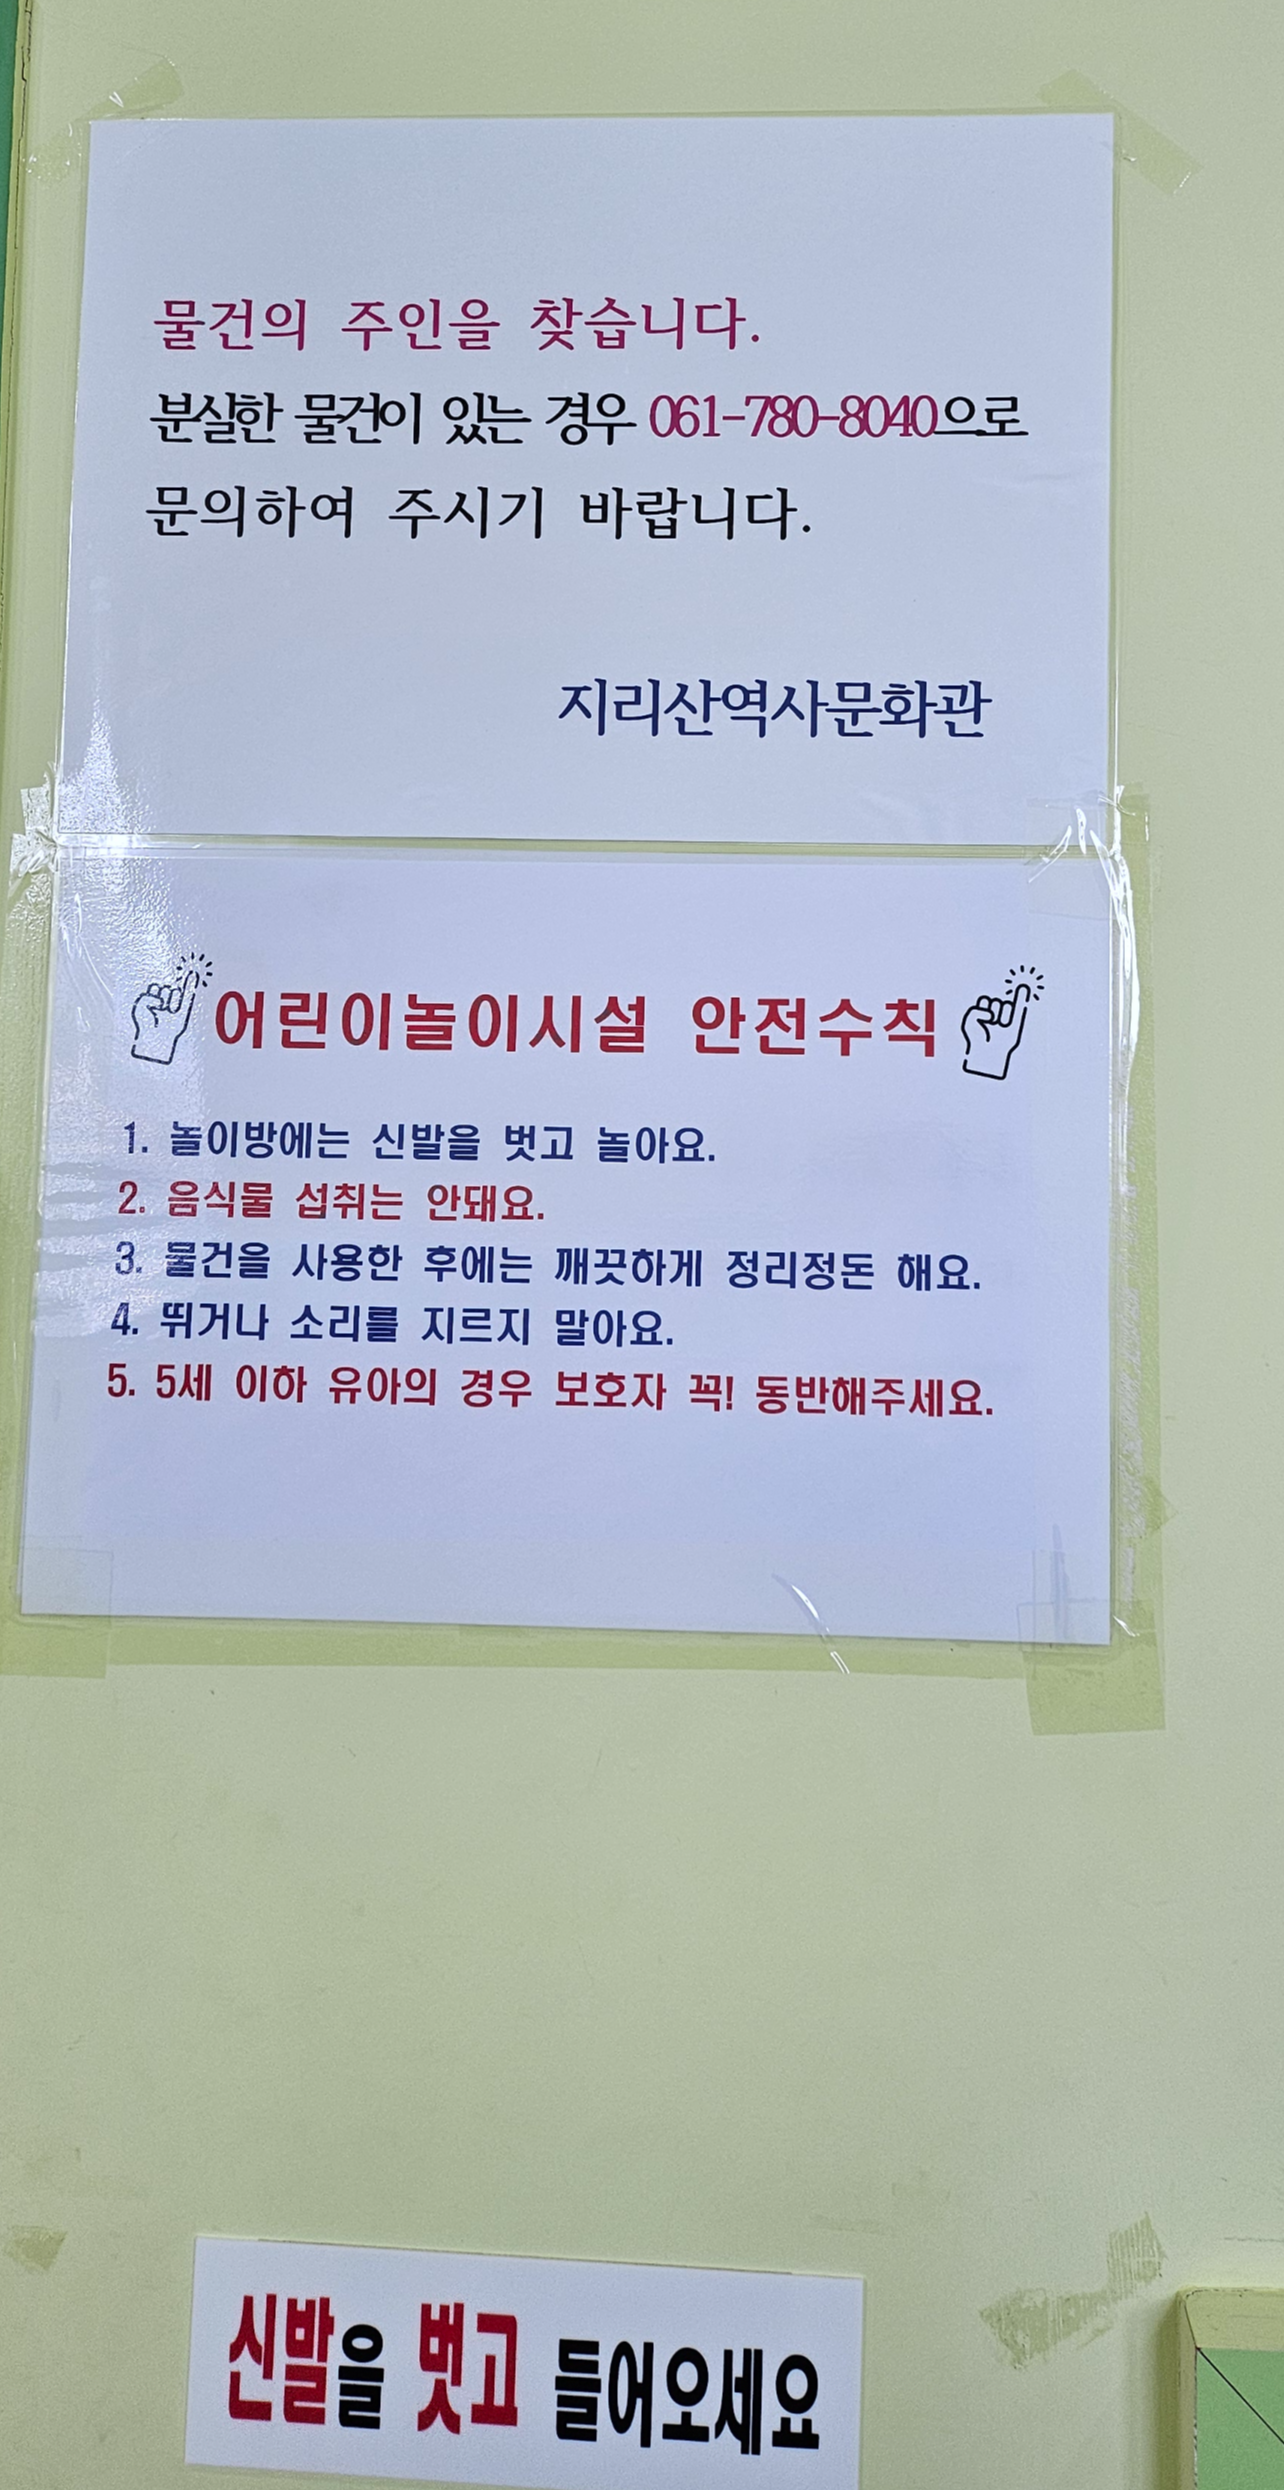 물건의 주인을 찾습니다.
분실한 물건이 있는 경우 061-780-8040으로
문의하여 주시기 바랍니다.
지리산역사문화관
어린이놀이시설 안전수칙
1. 놀이방에는 신발을 벗고 놀아요.
2. 음식물 섭취는 안돼요.
3. 물건을 사용한 후에는 깨끗하게 정리정돈 해요.
4. 뛰거나 소리를 지르지 말아요.
5. 5세 이하 유아의 경우 보호자 꼭! 동반해주세요.
신발을 벗고 들어오세요